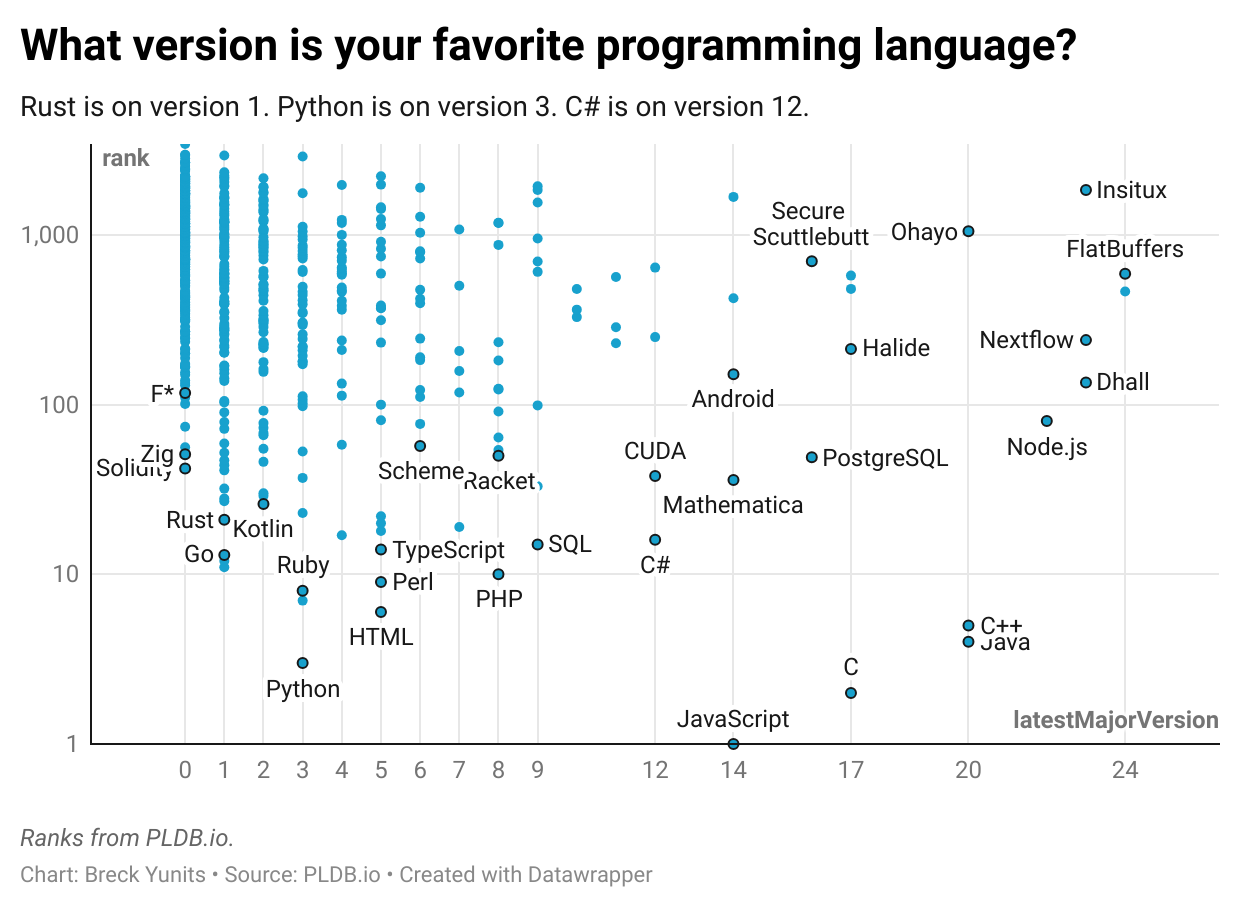 What version is your favorite programming language?
Rust is on version 1. Python is on version 3. C# is on version 12.
rank
Insitux
Secure
Scuttlebutt
1,000
Ohayo
FlatBuffers
Nextflow
Halide
Dhall
F*
100
Android
Node.js
Zig
Solidity
CUDA
PostgreSQL
Scheme
Racket
Mathematica
Rust
Kotlin
Go
TypeScript
SQL
Ruby
C#
10
Perl
PHP
HTML
C++
Java
C
Python
JavaScript
latestMajorVersion
1
0 1 2 3 4 5 6 7 8 9 12 14 17 20 24
Ranks from PLDB.io.
Chart: Breck Yunits • Source: PLDB.io • Created with Datawrapper